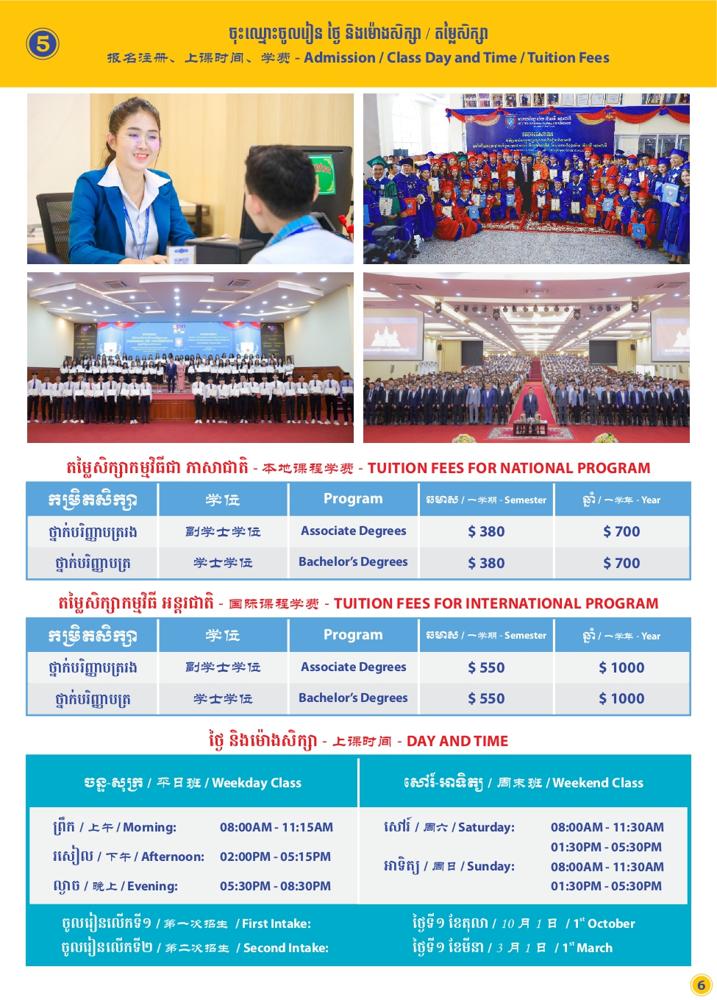 5
ចុះឈ្មោះចូលរៀន ថ្ងៃ និងម៉ោងសិក្សា / តម្លៃសិក្សា
报名注册、上课时间、学费 - Admission / Class Day and Time / Tuition Fees
តម្លៃសិក្សាកម្មវិធីជា ភាសាជាតិ - 本地课程学费 - TUITION FEES FOR NATIONAL PROGRAM
កម្រិតសិក្សា 学位 Program ឆមាស / 一学期 - Semester ឆ្នាំ / 一学年 - Year
ថ្នាក់បរិញ្ញាបត្ររង 副学士学位 Associate Degrees $ 380 $ 700
ថ្នាក់បរិញ្ញាបត្រ 学士学位 Bachelor’s Degrees $ 380 $ 700
តម្លៃសិក្សាកម្មវិធី អន្តរជាតិ - 国际课程学费 - TUITION FEES FOR INTERNATIONAL PROGRAM
កម្រិតសិក្សា 学位 Program ឆមាស / 一学期 - Semester ឆ្នាំ / 一学年 - Year
ថ្នាក់បរិញ្ញាបត្ររង 副学士学位 Associate Degrees $ 550 $ 1000
ថ្នាក់បរិញ្ញាបត្រ 学士学位 Bachelor’s Degrees $ 550 $ 1000
ថ្ងៃ និងម៉ោងសិក្សា - 上课时间 - DAY AND TIME
ចន្ទ-សុក្រ / 平日班 / Weekday Class
ព្រឹក / 上午 / Morning: 08:00AM - 11:15AM
រសៀល / 下午 / Afternoon: 02:00PM - 05:15PM
ល្ងាច / 晚上 / Evening: 05:30PM - 08:30PM
សៅរ៍-អាទិត្យ / 周末班 / Weekend Class
សៅរ៍ / 周六 / Saturday: 08:00AM - 11:30AM
01:30PM - 05:30PM
អាទិត្យ / 周日 / Sunday: 08:00AM - 11:30AM
01:30PM - 05:30PM
ចូលរៀនលើកទី១ / 第一次招生 / First Intake: ថ្ងៃទី១ ខែតុលា / 10 月 1 日 / 1st October
ចូលរៀនលើកទី២ / 第二次招生 / Second Intake: ថ្ងៃទី១ ខែមីនា / 3 月 1 日 / 1st March
6